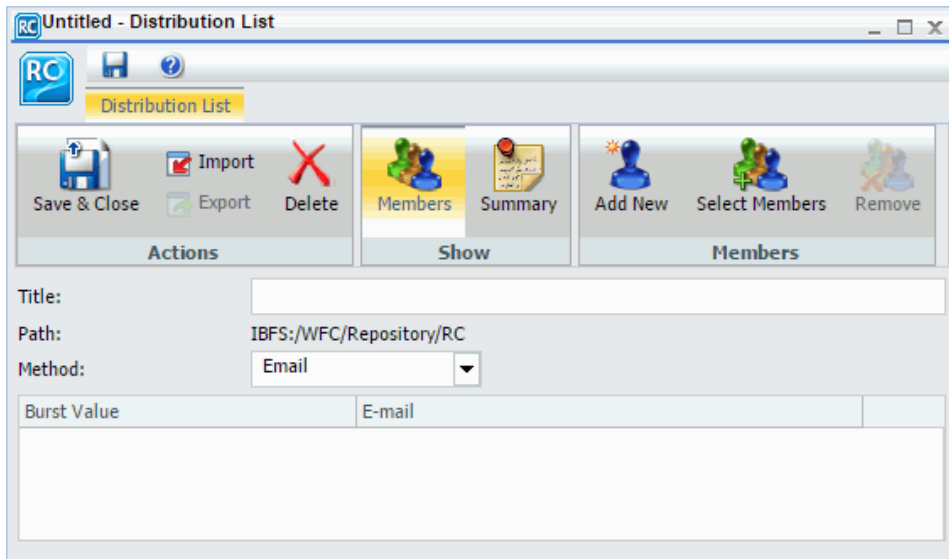 RC Untitled - Distribution List
RC
Distribution List
Save & Close Import Export Delete Members Summary Add New Select Members Remove
Actions Show Members
Title:
Path: IBFS:/WFC/Repository/RC
Method: Email
Burst Value E-mail